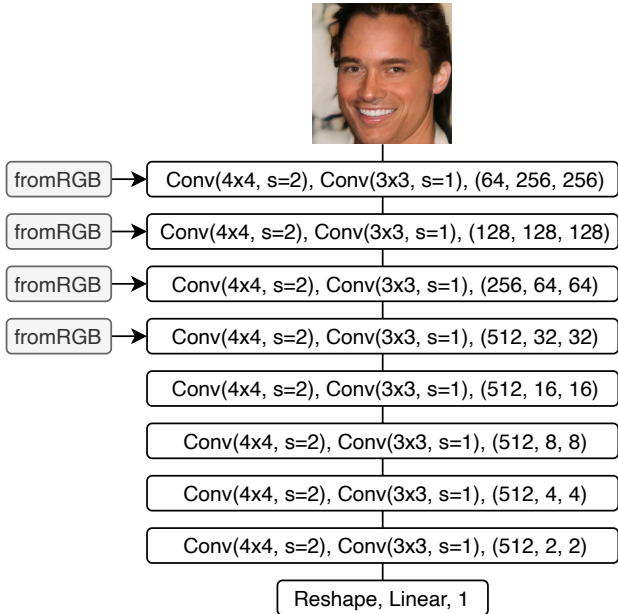 fromRGB Conv(4x4, s=2), Conv(3x3, s=1), (64, 256, 256)
fromRGB Conv(4x4, s=2), Conv(3x3, s=1), (128, 128, 128)
fromRGB Conv(4x4, s=2), Conv(3x3, s=1), (256, 64, 64)
fromRGB Conv(4x4, s=2), Conv(3x3, s=1), (512, 32, 32)
Conv(4x4, s=2), Conv(3x3, s=1), (512, 16, 16)
Conv(4x4, s=2), Conv(3x3, s=1), (512, 8, 8)
Conv(4x4, s=2), Conv(3x3, s=1), (512, 4, 4)
Conv(4x4, s=2), Conv(3x3, s=1), (512, 2, 2)
Reshape, Linear, 1